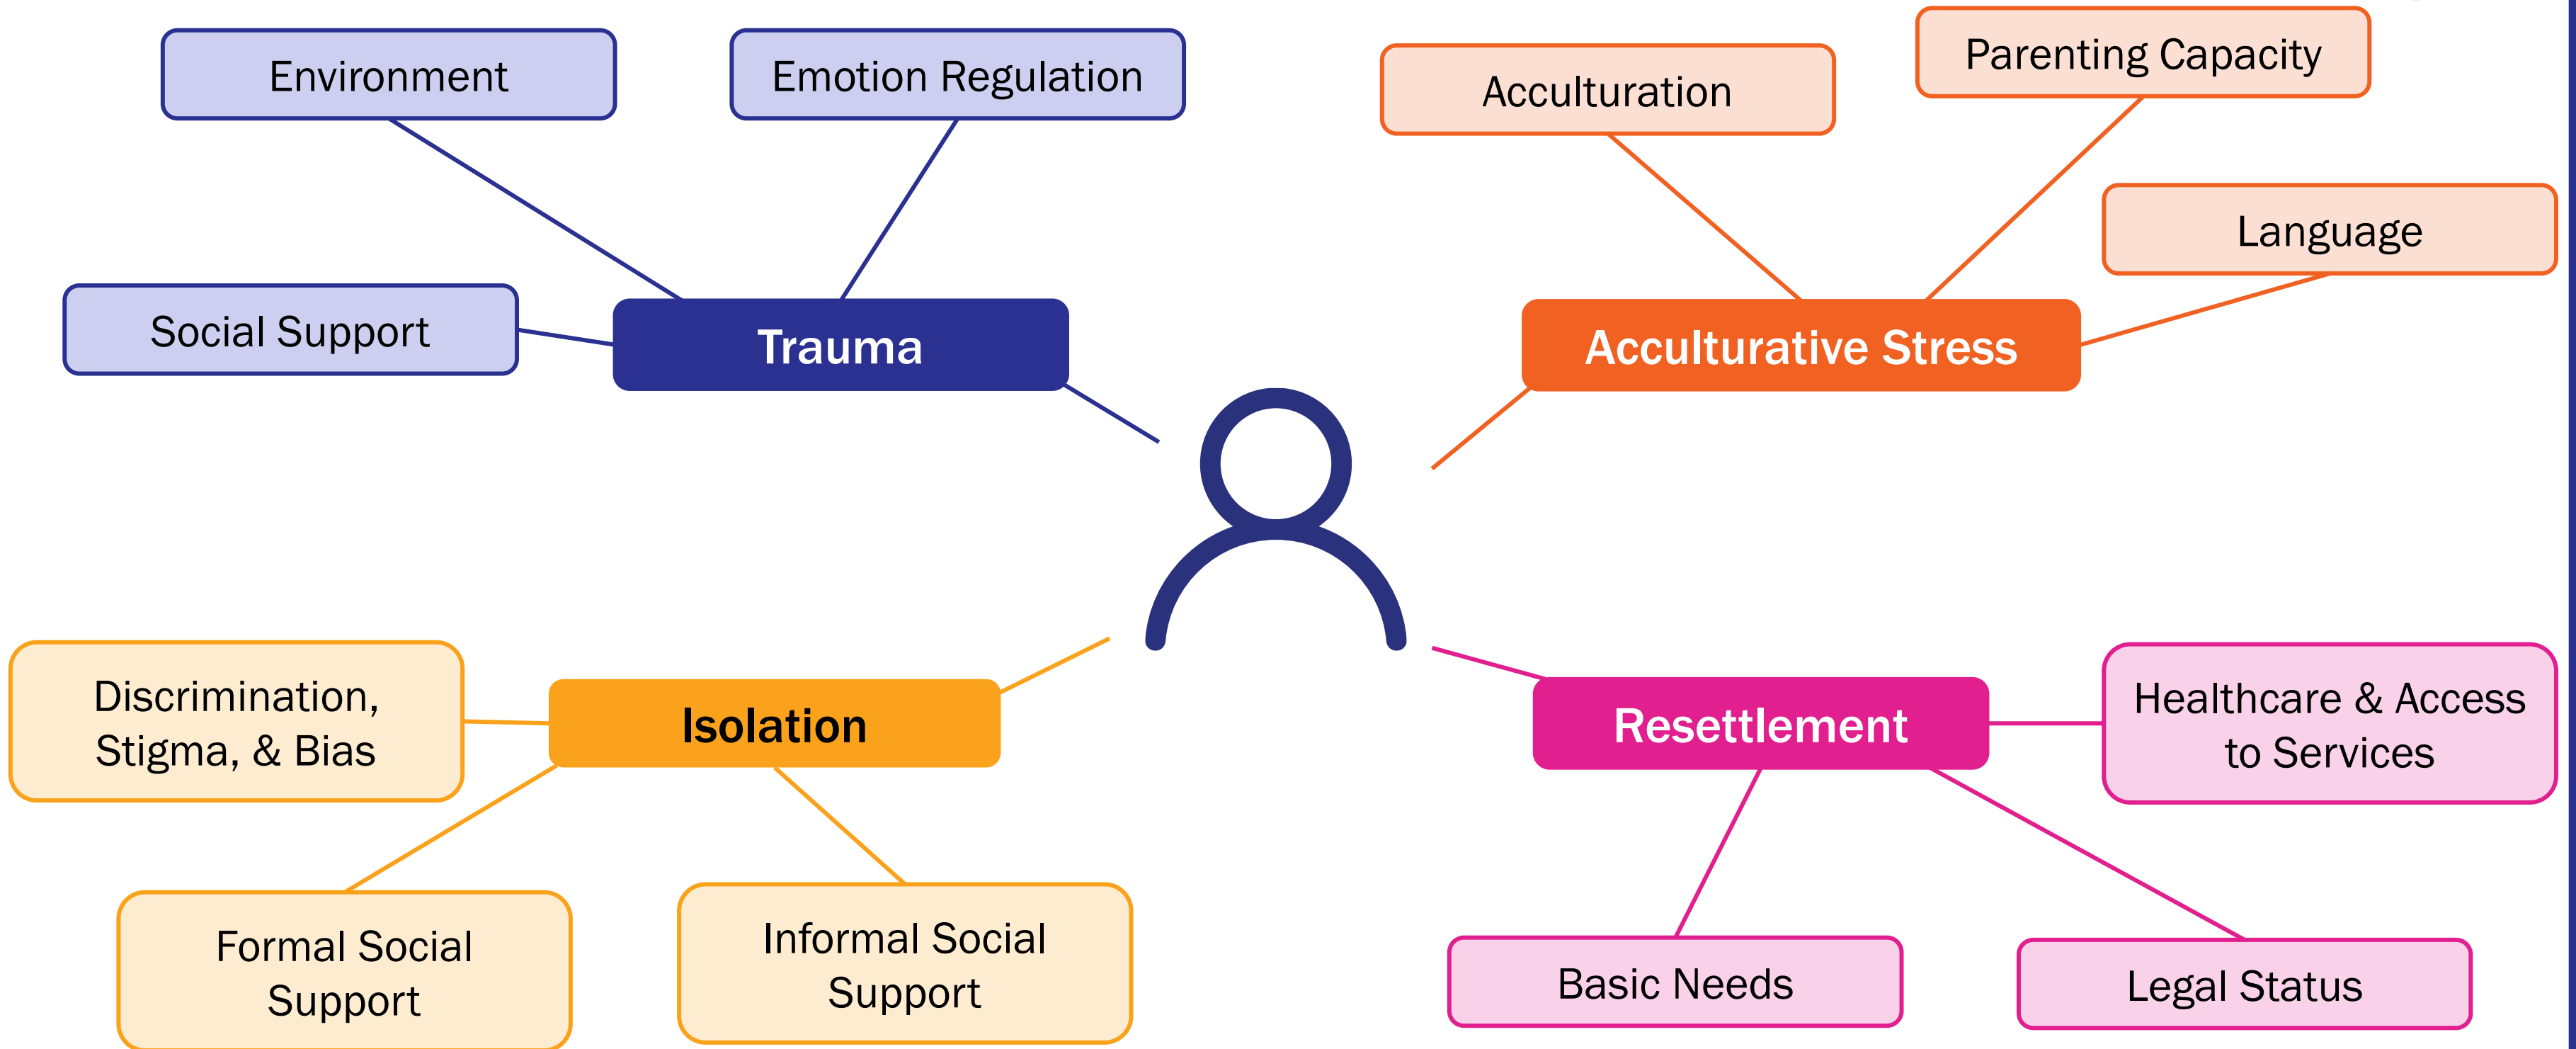 Environment
Emotion Regulation
Social Support
Trauma
Acculturation
Parenting Capacity
Language
Acculturative Stress
Discrimination,
Stigma, & Bias
Isolation
Formal Social
Support
Informal Social
Support
Resettlement
Healthcare & Access
to Services
Basic Needs
Legal Status